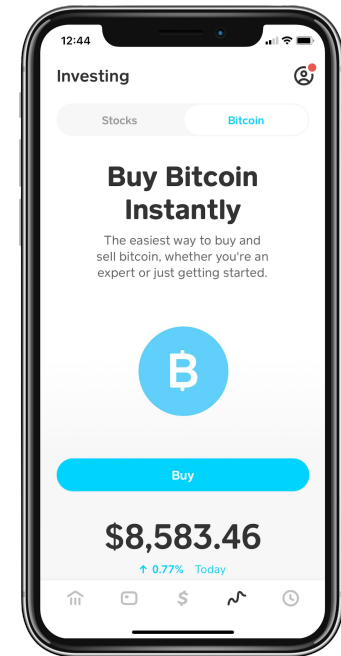 12:44
Investing
Stocks Bitcoin
Buy Bitcoin
Instantly
The easiest way to buy and
sell bitcoin, whether you're an
expert or just getting started.
₿
Buy
$8,583.46
↑ 0.77% Today
$